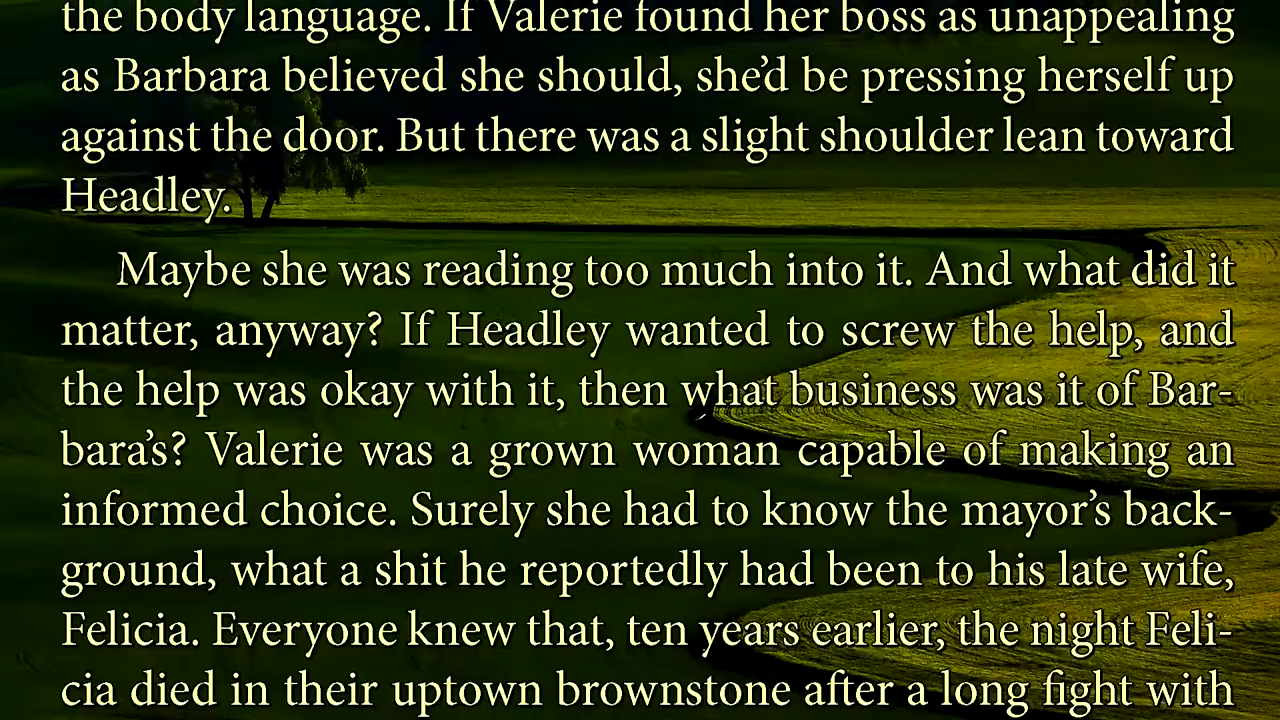 the body language. If Valerie found her boss as unappealing
as Barbara believed she should, she’d be pressing herself up
against the door. But there was a slight shoulder lean toward
Headley.
Maybe she was reading too much into it. And what did it
matter, anyway? If Headley wanted to screw the help, and
the help was okay with it, then what business was it of Bar-
bara’s? Valerie was a grown woman capable of making an
informed choice. Surely she had to know the mayor’s back-
ground, what a shit he reportedly had been to his late wife,
Felicia. Everyone knew that, ten years earlier, the night Feli-
cia died in their uptown brownstone after a long fight with